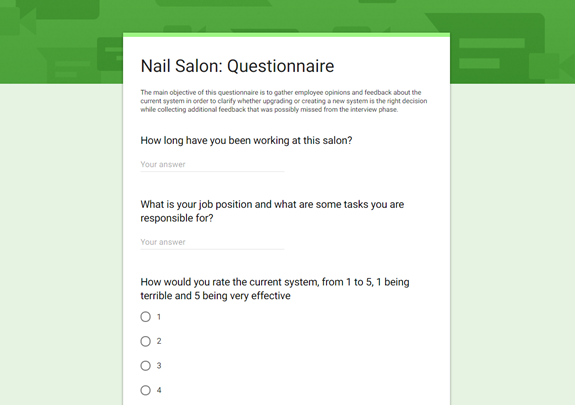 Nail Salon: Questionnaire
The main objective of this questionnaire is to gather employee opinions and feedback about the
current system in order to clarify whether upgrading or creating a new system is the right decision
while collecting additional feedback that was possibly missed from the interview phase.
How long have you been working at this salon?
Your answer
What is your job position and what are some tasks you are
responsible for?
Your answer
How would you rate the current system, from 1 to 5, 1 being
terrible and 5 being very effective
1
2
3
4